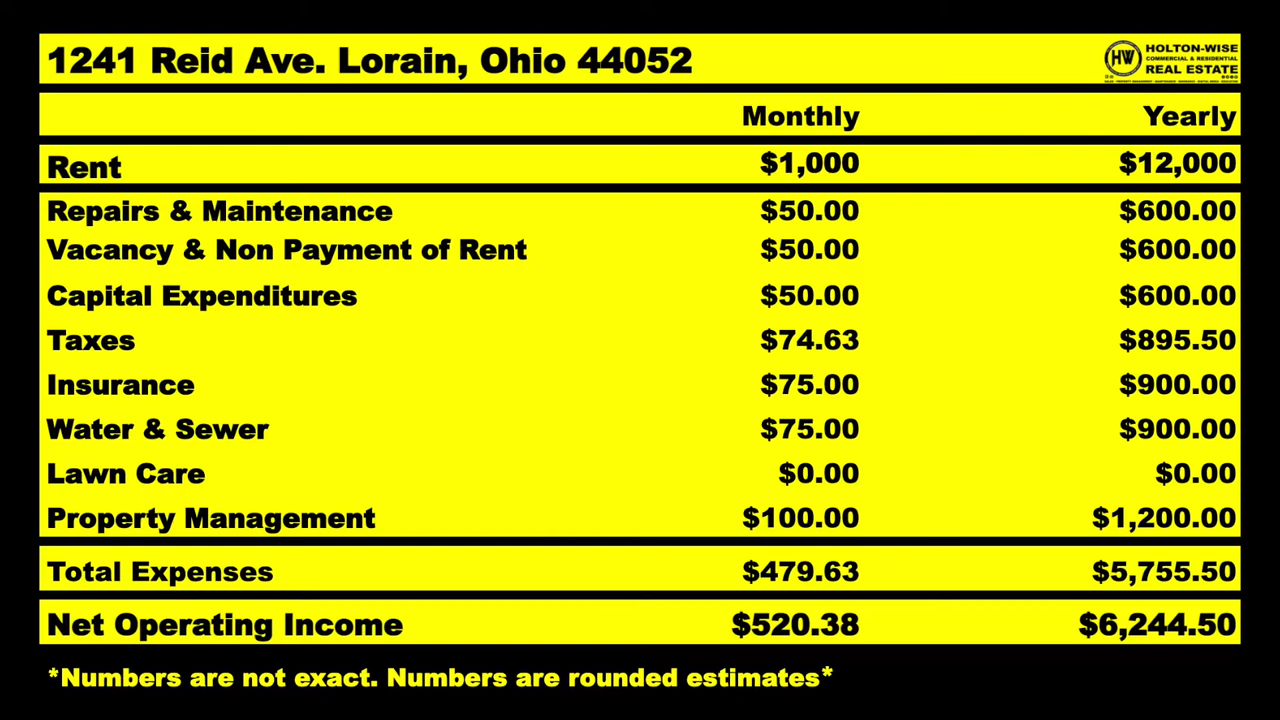 1241 Reid Ave. Lorain, Ohio 44052
HW
HOLTON-WISE
COMMERCIAL & RESIDENTIAL
REAL ESTATE
Monthly Yearly
Rent $1,000 $12,000
Repairs & Maintenance $50.00 $600.00
Vacancy & Non Payment of Rent $50.00 $600.00
Capital Expenditures $50.00 $600.00
Taxes $74.63 $895.50
Insurance $75.00 $900.00
Water & Sewer $75.00 $900.00
Lawn Care $0.00 $0.00
Property Management $100.00 $1,200.00
Total Expenses $479.63 $5,755.50
Net Operating Income $520.38 $6,244.50
*Numbers are not exact. Numbers are rounded estimates*